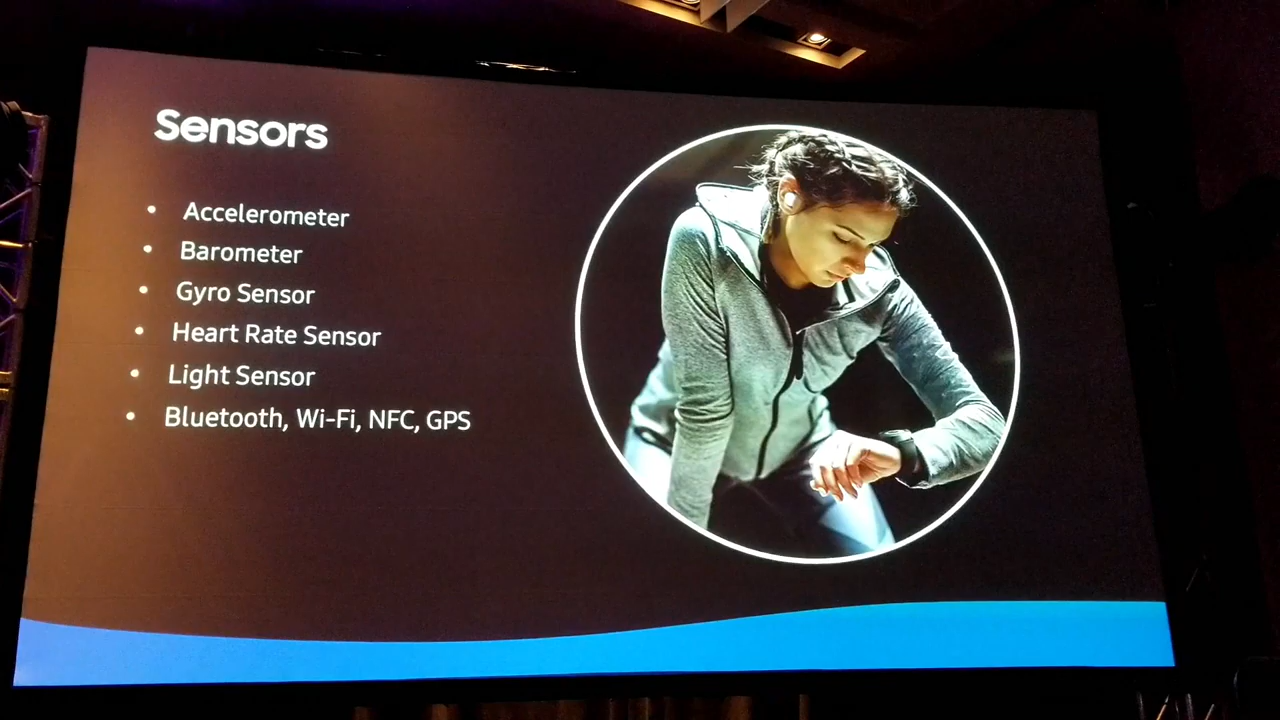 Sensors
• Accelerometer
• Barometer
• Gyro Sensor
• Heart Rate Sensor
• Light Sensor
• Bluetooth, Wi-Fi, NFC, GPS